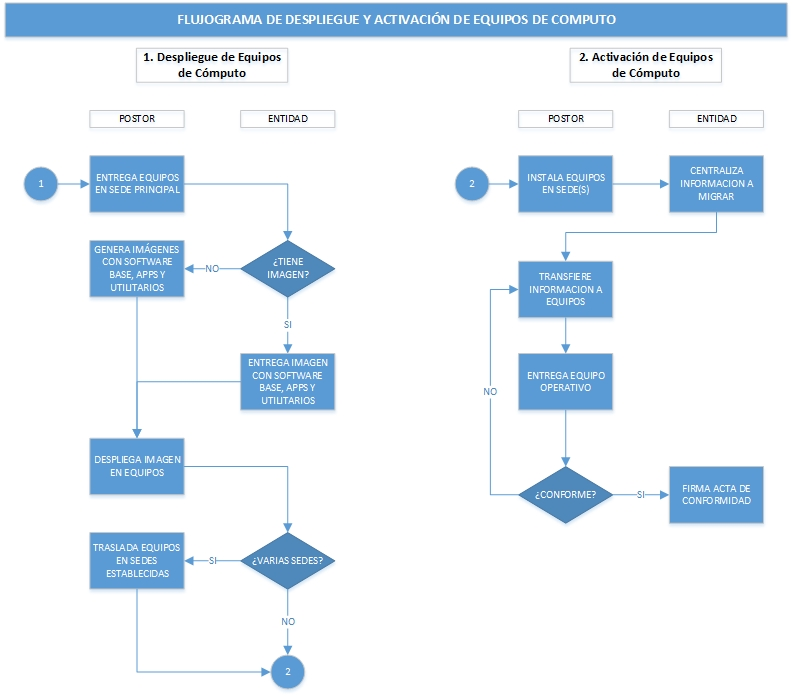 FLUJOGRAMA DE DESPLIEGUE Y ACTIVACIÓN DE EQUIPOS DE COMPUTO
1. Despliegue de Equipos
de Cómputo
POSTOR
ENTIDAD
1
ENTREGA EQUIPOS
EN SEDE PRINCIPAL
GENERA IMÁGENES
CON SOFTWARE
BASE, APPS Y
UTILITARIOS
NO
¿TIENE
IMAGEN?
SI
ENTREGA IMAGEN
CON SOFTWARE
BASE, APPS Y
UTILITARIOS
DESPLIEGA IMAGEN
EN EQUIPOS
TRASLADA EQUIPOS
EN SEDES
ESTABLECIDAS
SI
¿VARIAS SEDES?
NO
2
2. Activación de Equipos
de Cómputo
POSTOR
ENTIDAD
2
INSTALA EQUIPOS
EN SEDE(S)
CENTRALIZA
INFORMACION A
MIGRAR
TRANSFIERE
INFORMACION A
EQUIPOS
ENTREGA EQUIPO
OPERATIVO
NO
¿CONFORME?
SI
FIRMA ACTA DE
CONFORMIDAD